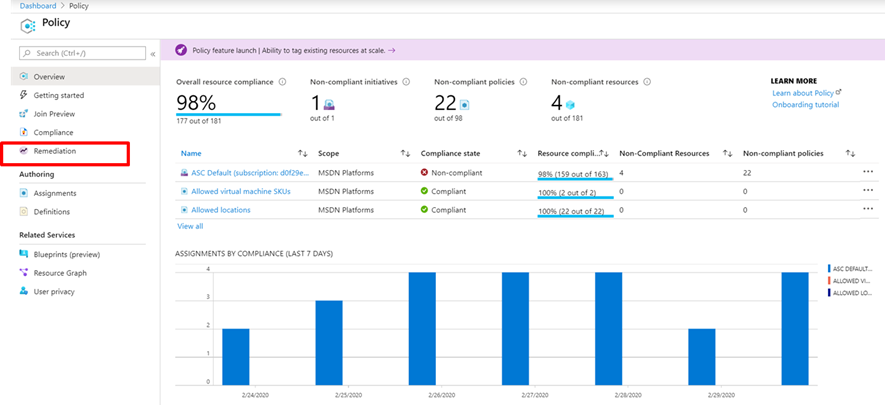 Dashboard > Policy
Policy
Search (Ctrl+/)
«
Overview
Getting started
Join Preview
Compliance
Remediation
Authoring
Assignments
Definitions
Related Services
Blueprints (preview)
Resource Graph
User privacy
Policy feature launch | Ability to tag existing resources at scale. →
Overall resource compliance
98%
177 out of 181
Non-compliant initiatives
1
out of 1
Non-compliant policies
22
out of 98
Non-compliant resources
4
out of 181
LEARN MORE
Learn about Policy
Onboarding tutorial
Name Scope Compliance state Resource compli... Non-Compliant Resources Non-compliant policies
ASC Default (subscription: d0f29e... MSDN Platforms Non-compliant 98% (159 out of 163) 4 22 ...
Allowed virtual machine SKUs MSDN Platforms Compliant 100% (2 out of 2) 0 0 ...
Allowed locations MSDN Platforms Compliant 100% (22 out of 22) 0 0 ...
View all
ASSIGNMENTS BY COMPLIANCE (LAST 7 DAYS)
4
3
2
1
0
2/24/2020 2/25/2020 2/26/2020 2/27/2020 2/28/2020 2/29/2020
ASC DEFAULT...
ALLOWED VI...
ALLOWED LO...